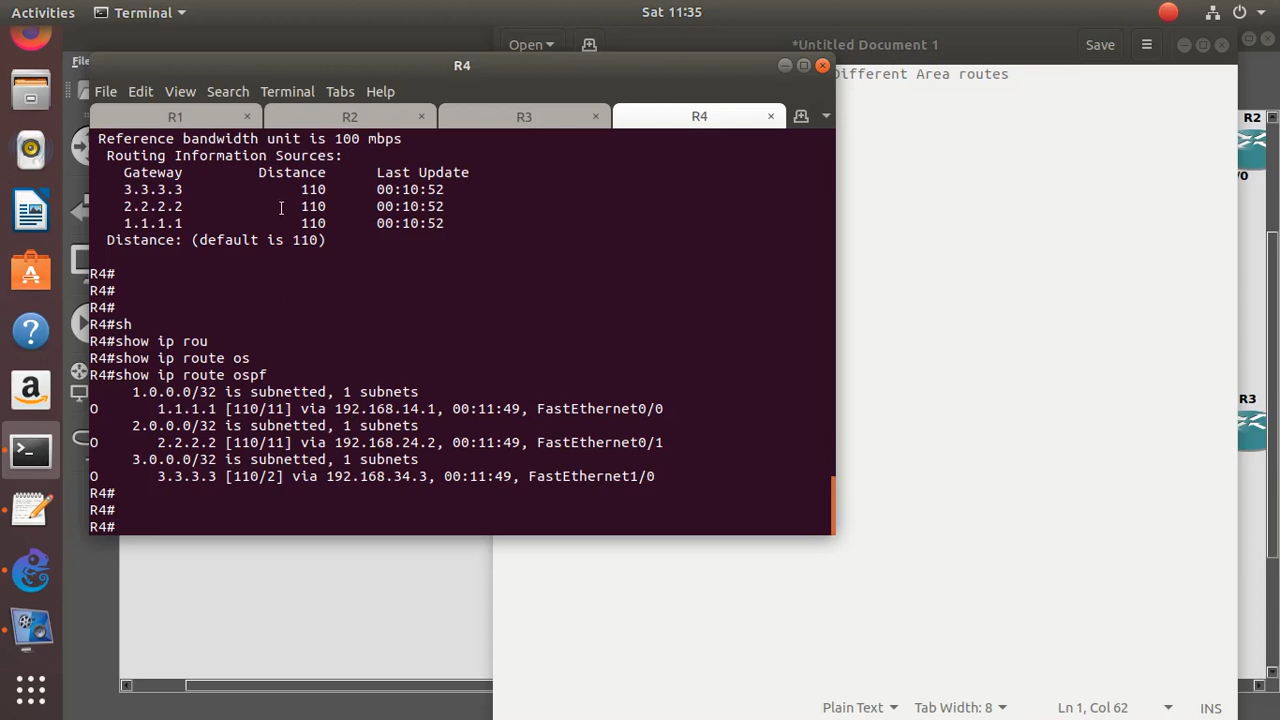 Activities
Terminal
Sat 11:35
Open
*Untitled Document 1
Save
File
R4
File Edit View Search Terminal Tabs Help
R1 × R2 × R3 × R4 ×
Different Area routes
Reference bandwidth unit is 100 mbps
Routing Information Sources:
Gateway Distance Last Update
3.3.3.3 110 00:10:52
2.2.2.2 110 00:10:52
1.1.1.1 110 00:10:52
Distance: (default is 110)
R4#
R4#
R4#
R4#sh
R4#show ip rou
R4#show ip route os
R4#show ip route ospf
1.0.0.0/32 is subnetted, 1 subnets
O 1.1.1.1 [110/11] via 192.168.14.1, 00:11:49, FastEthernet0/0
2.0.0.0/32 is subnetted, 1 subnets
O 2.2.2.2 [110/11] via 192.168.24.2, 00:11:49, FastEthernet0/1
3.0.0.0/32 is subnetted, 1 subnets
O 3.3.3.3 [110/2] via 192.168.34.3, 00:11:49, FastEthernet1/0
R4#
R4#
R4#
R2
/0
R3
Plain Text Tab Width: 8 Ln 1, Col 62 INS